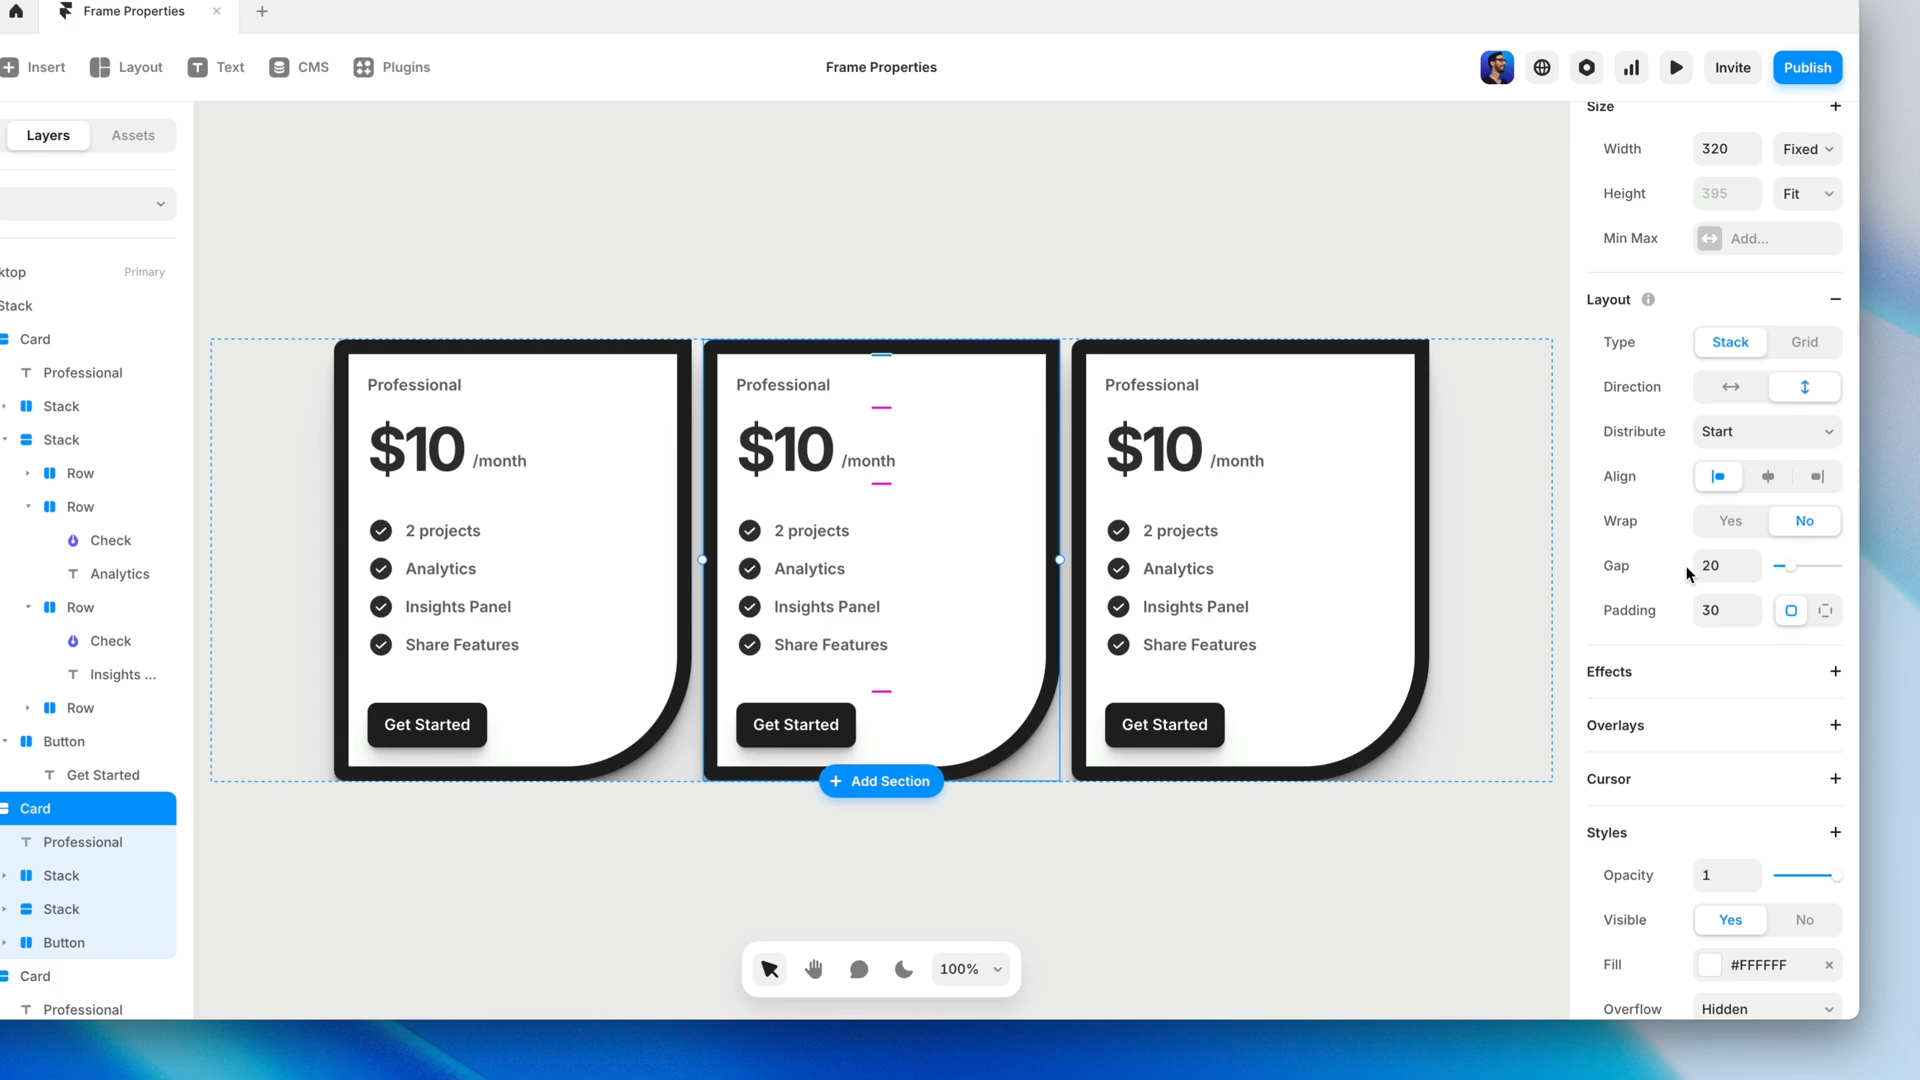 Frame Properties
Insert
Layout
Text
CMS
Plugins
Frame Properties
Invite
Publish
Layers
Assets
ktop
Primary
Stack
Card
Professional
Stack
Stack
Row
Row
Check
Analytics
Row
Check
Insights ...
Row
Button
Get Started
Card
Professional
Stack
Stack
Button
Card
Professional
Professional
$10 /month
2 projects
Analytics
Insights Panel
Share Features
Get Started
Professional
$10 /month
2 projects
Analytics
Insights Panel
Share Features
Get Started
Professional
$10 /month
2 projects
Analytics
Insights Panel
Share Features
Get Started
+ Add Section
100%
Size
Width 320 Fixed
Height 395 Fit
Min Max Add...
Layout
Type Stack Grid
Direction
Distribute Start
Align
Wrap Yes No
Gap 20
Padding 30
Effects
Overlays
Cursor
Styles
Opacity 1
Visible Yes No
Fill #FFFFFF
Overflow Hidden